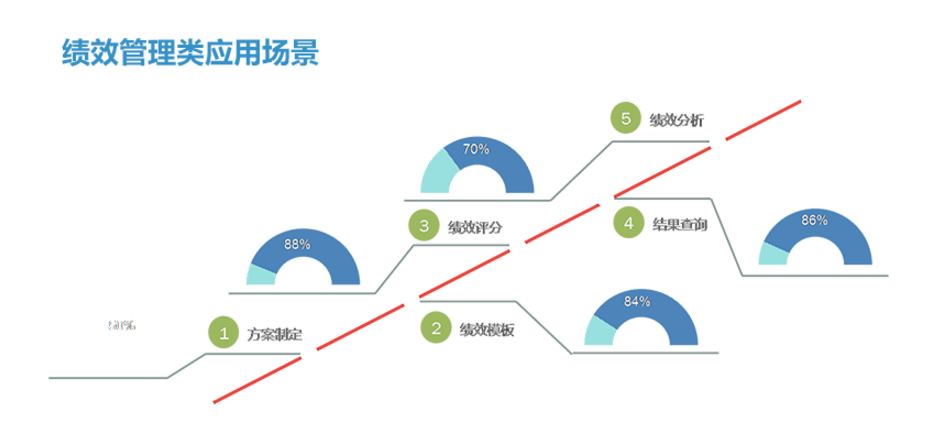 绩效管理类应用场景
5 绩效分析
70%
3 绩效评分
4 结果查询
86%
88%
84%
1 方案制定
2 绩效模板